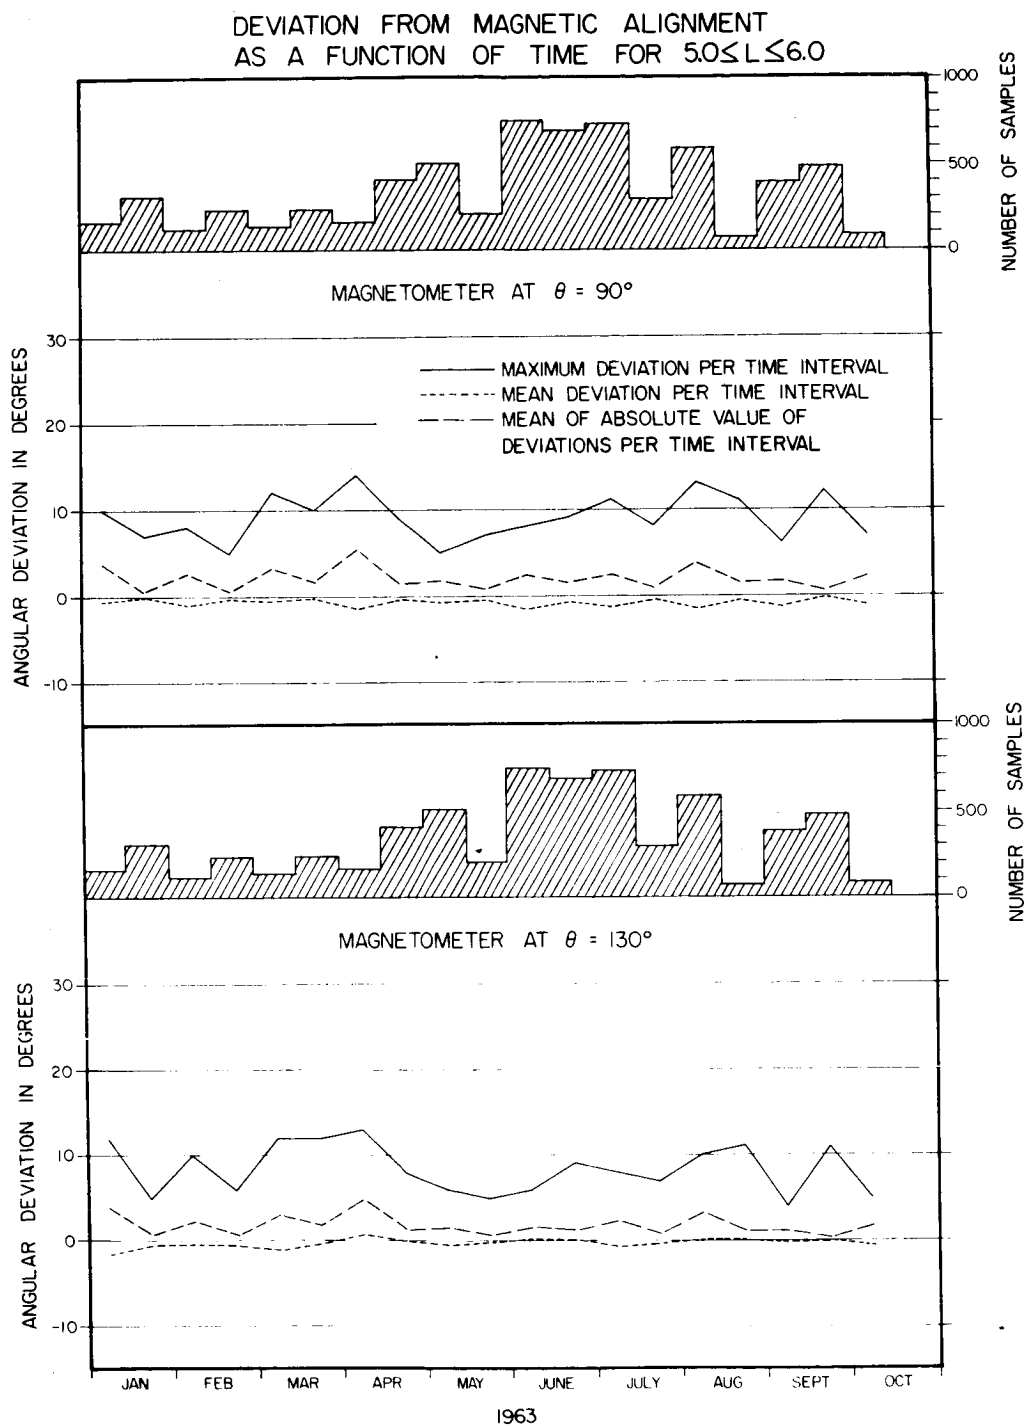 DEVIATION FROM MAGNETIC ALIGNMENT
AS A FUNCTION OF TIME FOR 5.0≤L≤6.0
1000
500
0
NUMBER OF SAMPLES
MAGNETOMETER AT θ = 90°
30
20
10
0
-10
ANGULAR DEVIATION IN DEGREES
MAXIMUM DEVIATION PER TIME INTERVAL
MEAN DEVIATION PER TIME INTERVAL
MEAN OF ABSOLUTE VALUE OF
DEVIATIONS PER TIME INTERVAL
1000
500
0
NUMBER OF SAMPLES
MAGNETOMETER AT θ = 130°
30
20
10
0
-10
ANGULAR DEVIATION IN DEGREES
JAN FEB MAR APR MAY JUNE JULY AUG SEPT OCT
1963